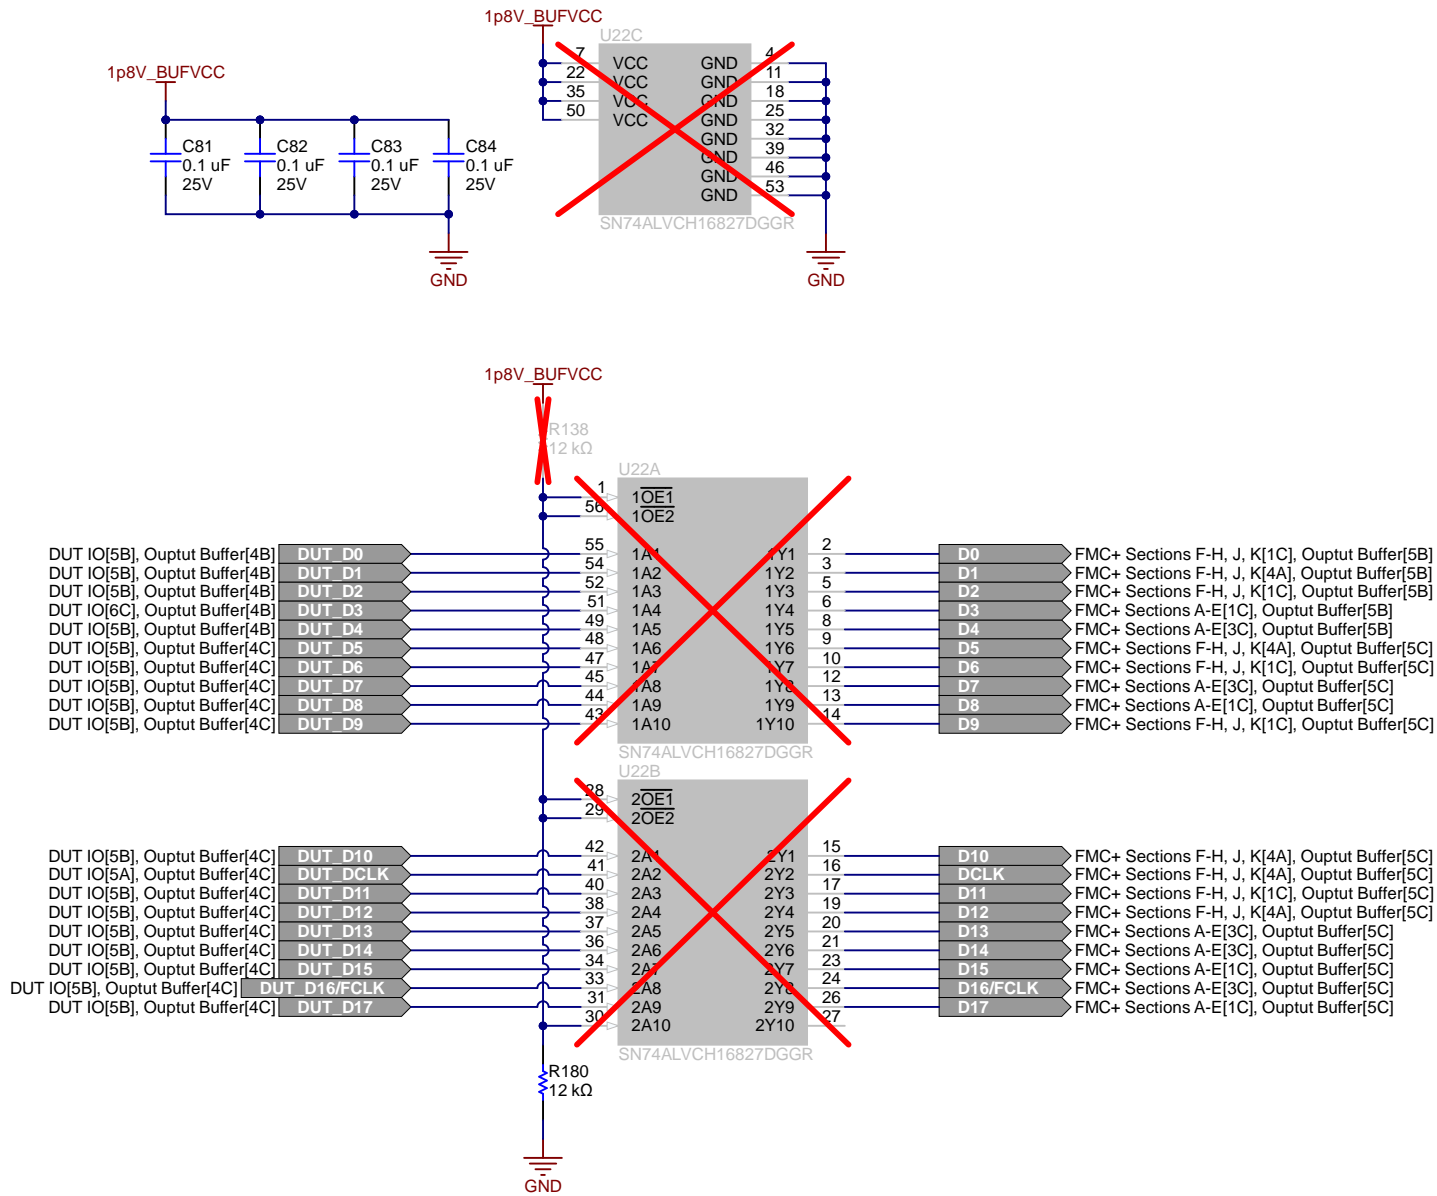 1p8V_BUFVCC
C81
0.1 uF
25V
C82
0.1 uF
25V
C83
0.1 uF
25V
C84
0.1 uF
25V
GND
1p8V_BUFVCC
U22C
7 VCC GND 4
22 VCC GND 11
35 VCC GND 18
50 VCC GND 25
GND 32
GND 39
GND 46
GND 53
SN74ALVCH16827DGGR
GND
1p8V_BUFVCC
R138
12 kΩ
U22A
1 1OE1
56 1OE2
DUT IO[5B], Ouptut Buffer[4B] DUT_D0 55 1A1 1Y1 2 D0 FMC+ Sections F-H, J, K[1C], Ouptut Buffer[5B]
DUT IO[5B], Ouptut Buffer[4B] DUT_D1 54 1A2 1Y2 3 D1 FMC+ Sections F-H, J, K[4A], Ouptut Buffer[5B]
DUT IO[5B], Ouptut Buffer[4B] DUT_D2 52 1A3 1Y3 5 D2 FMC+ Sections F-H, J, K[1C], Ouptut Buffer[5B]
DUT IO[6C], Ouptut Buffer[4B] DUT_D3 51 1A4 1Y4 6 D3 FMC+ Sections A-E[1C], Ouptut Buffer[5B]
DUT IO[5B], Ouptut Buffer[4B] DUT_D4 49 1A5 1Y5 8 D4 FMC+ Sections A-E[3C], Ouptut Buffer[5B]
DUT IO[5B], Ouptut Buffer[4C] DUT_D5 48 1A6 1Y6 9 D5 FMC+ Sections F-H, J, K[4A], Ouptut Buffer[5C]
DUT IO[5B], Ouptut Buffer[4C] DUT_D6 47 1A7 1Y7 10 D6 FMC+ Sections F-H, J, K[1C], Ouptut Buffer[5C]
DUT IO[5B], Ouptut Buffer[4C] DUT_D7 45 1A8 1Y8 12 D7 FMC+ Sections A-E[3C], Ouptut Buffer[5C]
DUT IO[5B], Ouptut Buffer[4C] DUT_D8 44 1A9 1Y9 13 D8 FMC+ Sections A-E[1C], Ouptut Buffer[5C]
DUT IO[5B], Ouptut Buffer[4C] DUT_D9 43 1A10 1Y10 14 D9 FMC+ Sections F-H, J, K[1C], Ouptut Buffer[5C]
SN74ALVCH16827DGGR
U22B
28 2OE1
29 2OE2
DUT IO[5B], Ouptut Buffer[4C] DUT_D10 42 2A1 2Y1 15 D10 FMC+ Sections F-H, J, K[4A], Ouptut Buffer[5C]
DUT IO[5A], Ouptut Buffer[4C] DUT_DCLK 41 2A2 2Y2 16 DCLK FMC+ Sections F-H, J, K[4A], Ouptut Buffer[5C]
DUT IO[5B], Ouptut Buffer[4C] DUT_D11 40 2A3 2Y3 17 D11 FMC+ Sections F-H, J, K[1C], Ouptut Buffer[5C]
DUT IO[5B], Ouptut Buffer[4C] DUT_D12 38 2A4 2Y4 19 D12 FMC+ Sections F-H, J, K[4A], Ouptut Buffer[5C]
DUT IO[5B], Ouptut Buffer[4C] DUT_D13 37 2A5 2Y5 20 D13 FMC+ Sections A-E[3C], Ouptut Buffer[5C]
DUT IO[5B], Ouptut Buffer[4C] DUT_D14 36 2A6 2Y6 21 D14 FMC+ Sections A-E[3C], Ouptut Buffer[5C]
DUT IO[5B], Ouptut Buffer[4C] DUT_D15 34 2A7 2Y7 23 D15 FMC+ Sections A-E[1C], Ouptut Buffer[5C]
DUT IO[5B], Ouptut Buffer[4C] DUT_D16/FCLK 33 2A8 2Y8 24 D16/FCLK FMC+ Sections A-E[3C], Ouptut Buffer[5C]
DUT IO[5B], Ouptut Buffer[4C] DUT_D17 31 2A9 2Y9 26 D17 FMC+ Sections A-E[1C], Ouptut Buffer[5C]
30 2A10 2Y10 27
SN74ALVCH16827DGGR
R180
12 kΩ
GND